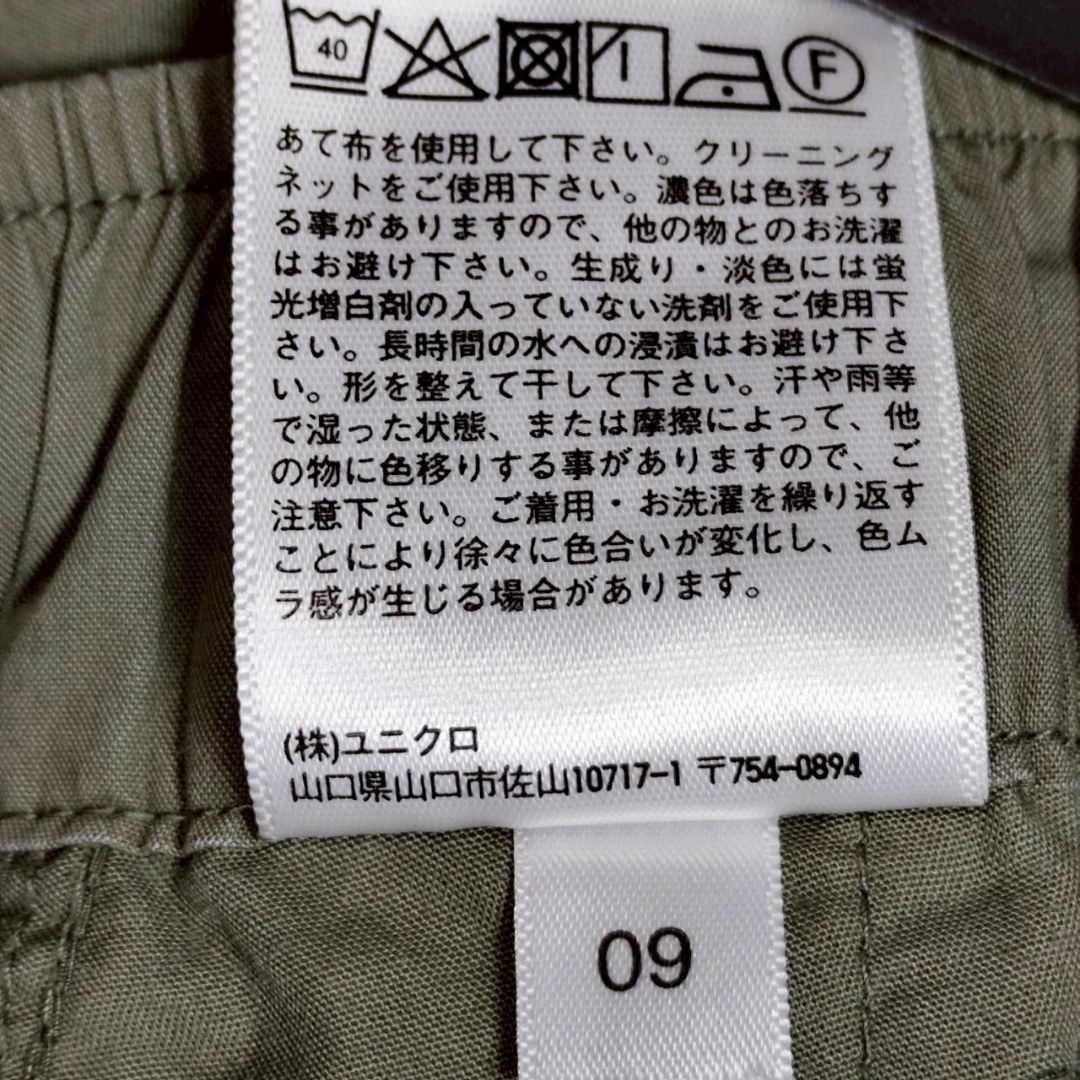 40
F
あて布を使用して下さい。クリーニング
ネットをご使用下さい。濃色は色落ちす
る事がありますので、他の物とのお洗濯
はお避け下さい。生成り・淡色には蛍
光増白剤の入っていない洗剤をご使用下
さい。長時間の水への浸漬はお避け下さ
い。形を整えて干して下さい。汗や雨等
で湿った状態、または摩擦によって、他
の物に色移りする事がありますので、ご
注意下さい。ご着用・お洗濯を繰り返す
ことにより徐々に色合いが変化し、色ム
ラ感が生じる場合があります。
(株)ユニクロ
山口県山口市佐山10717-1 〒754-0894
09